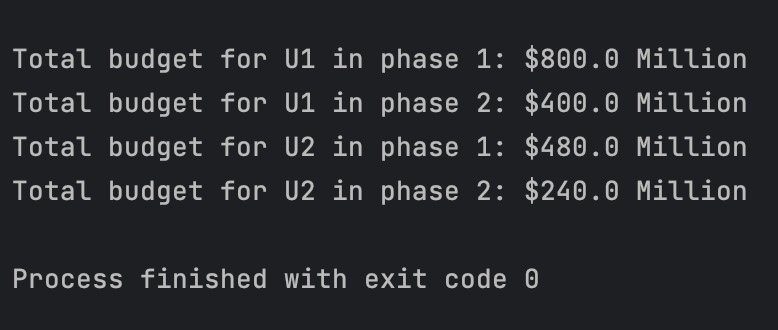 Total budget for U1 in phase 1: $800.0 Million
Total budget for U1 in phase 2: $400.0 Million
Total budget for U2 in phase 1: $480.0 Million
Total budget for U2 in phase 2: $240.0 Million
Process finished with exit code 0